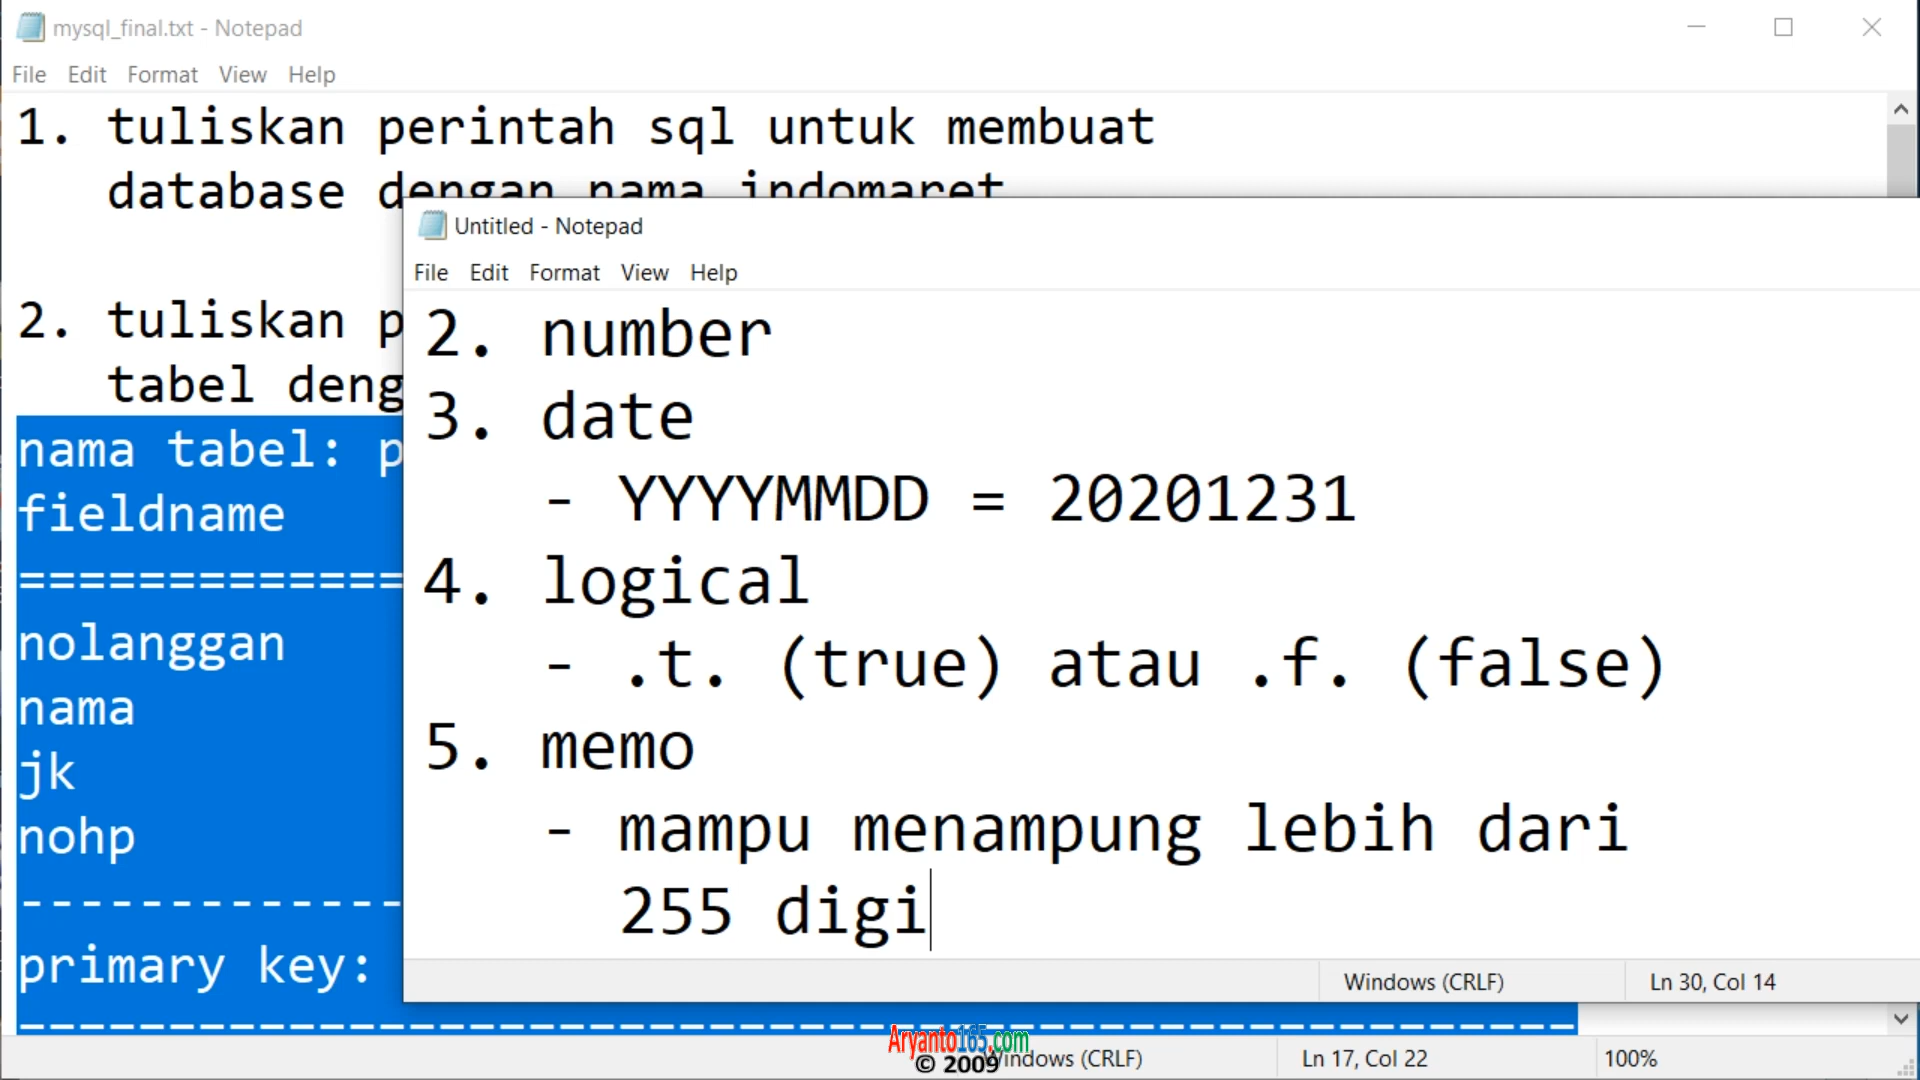 mysql_final.txt - Notepad
File Edit Format View Help
1. tuliskan perintah sql untuk membuat
database dengan nama indomaret
2. tuliskan p
tabel deng
nama tabel: p
fieldname
=============
nolanggan
nama
jk
nohp
-------------
primary key:
Untitled - Notepad
File Edit Format View Help
2. number
3. date
- YYYYMMDD = 20201231
4. logical
- .t. (true) atau .f. (false)
5. memo
- mampu menampung lebih dari
255 digi
Windows (CRLF) Ln 30, Col 14
Aryanto165.com
© 2009
Windows (CRLF) Ln 17, Col 22 100%